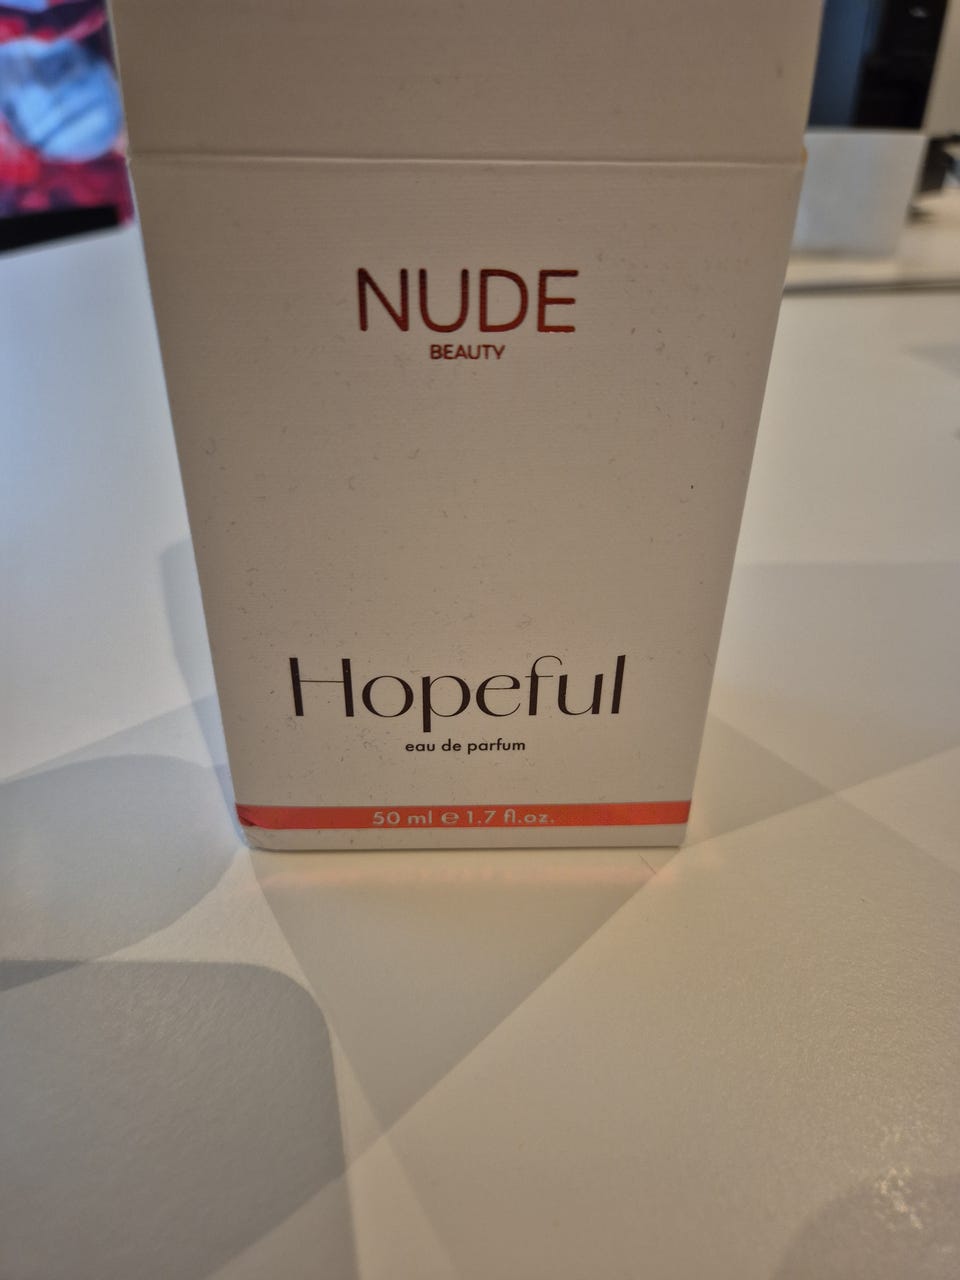 NUDE
BEAUTY
Hopeful
eau de parfum
50 ml ℮ 1.7 fl.oz.